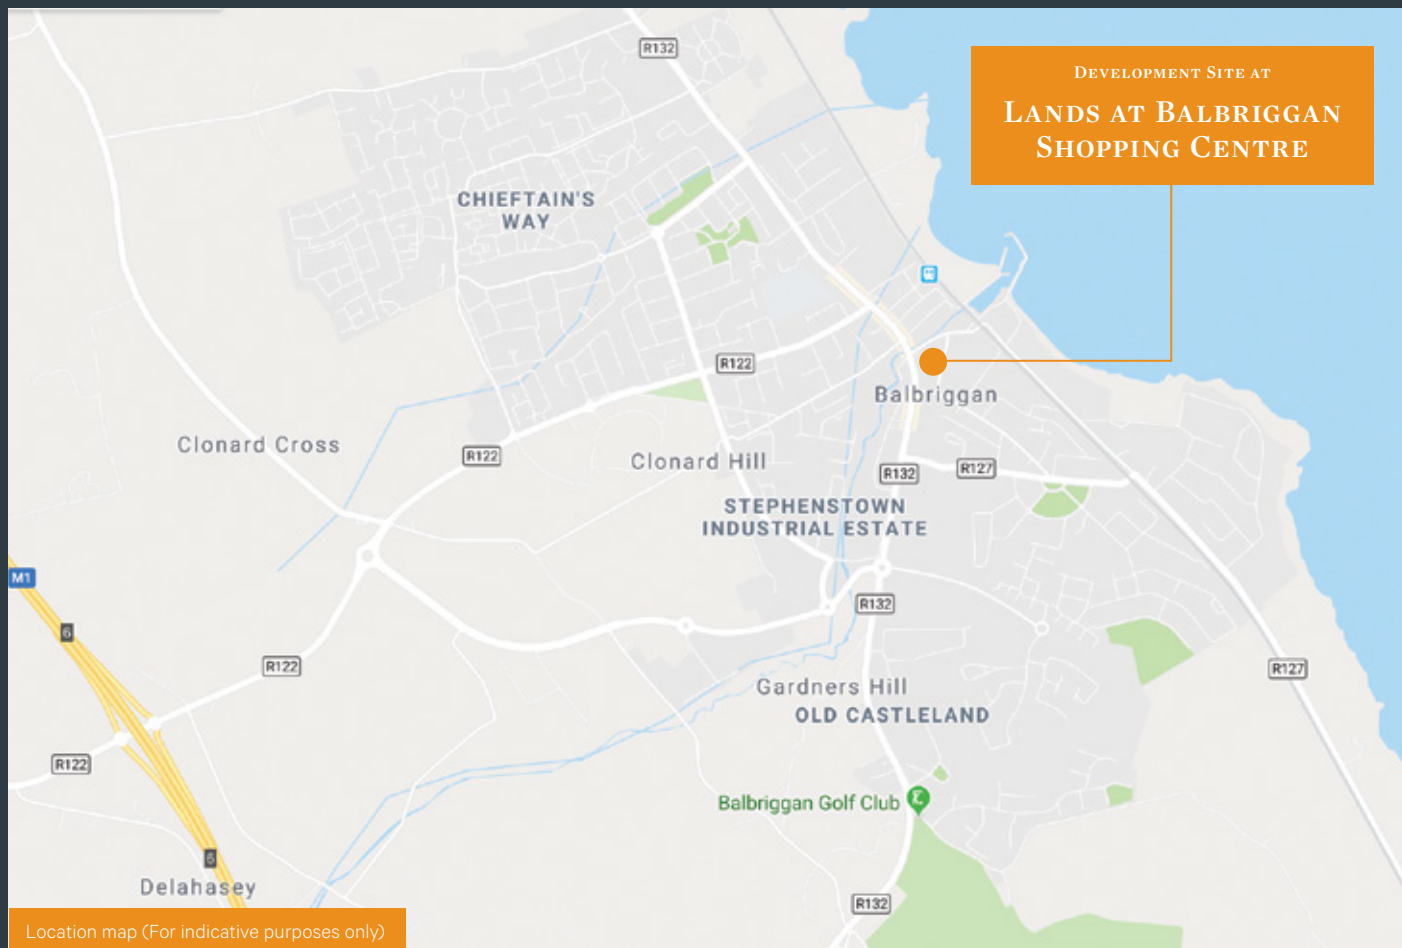 R132
Development Site at
Lands at Balbriggan
Shopping Centre
CHIEFTAIN'S
WAY
R122
Balbriggan
Clonard Cross
R122
Clonard Hill
R132
R127
STEPHENSTOWN
INDUSTRIAL ESTATE
M1
R132
6
R122
R127
Gardners Hill
OLD CASTLELAND
R122
Balbriggan Golf Club
6
Delahasey
R132
Location map (For indicative purposes only)